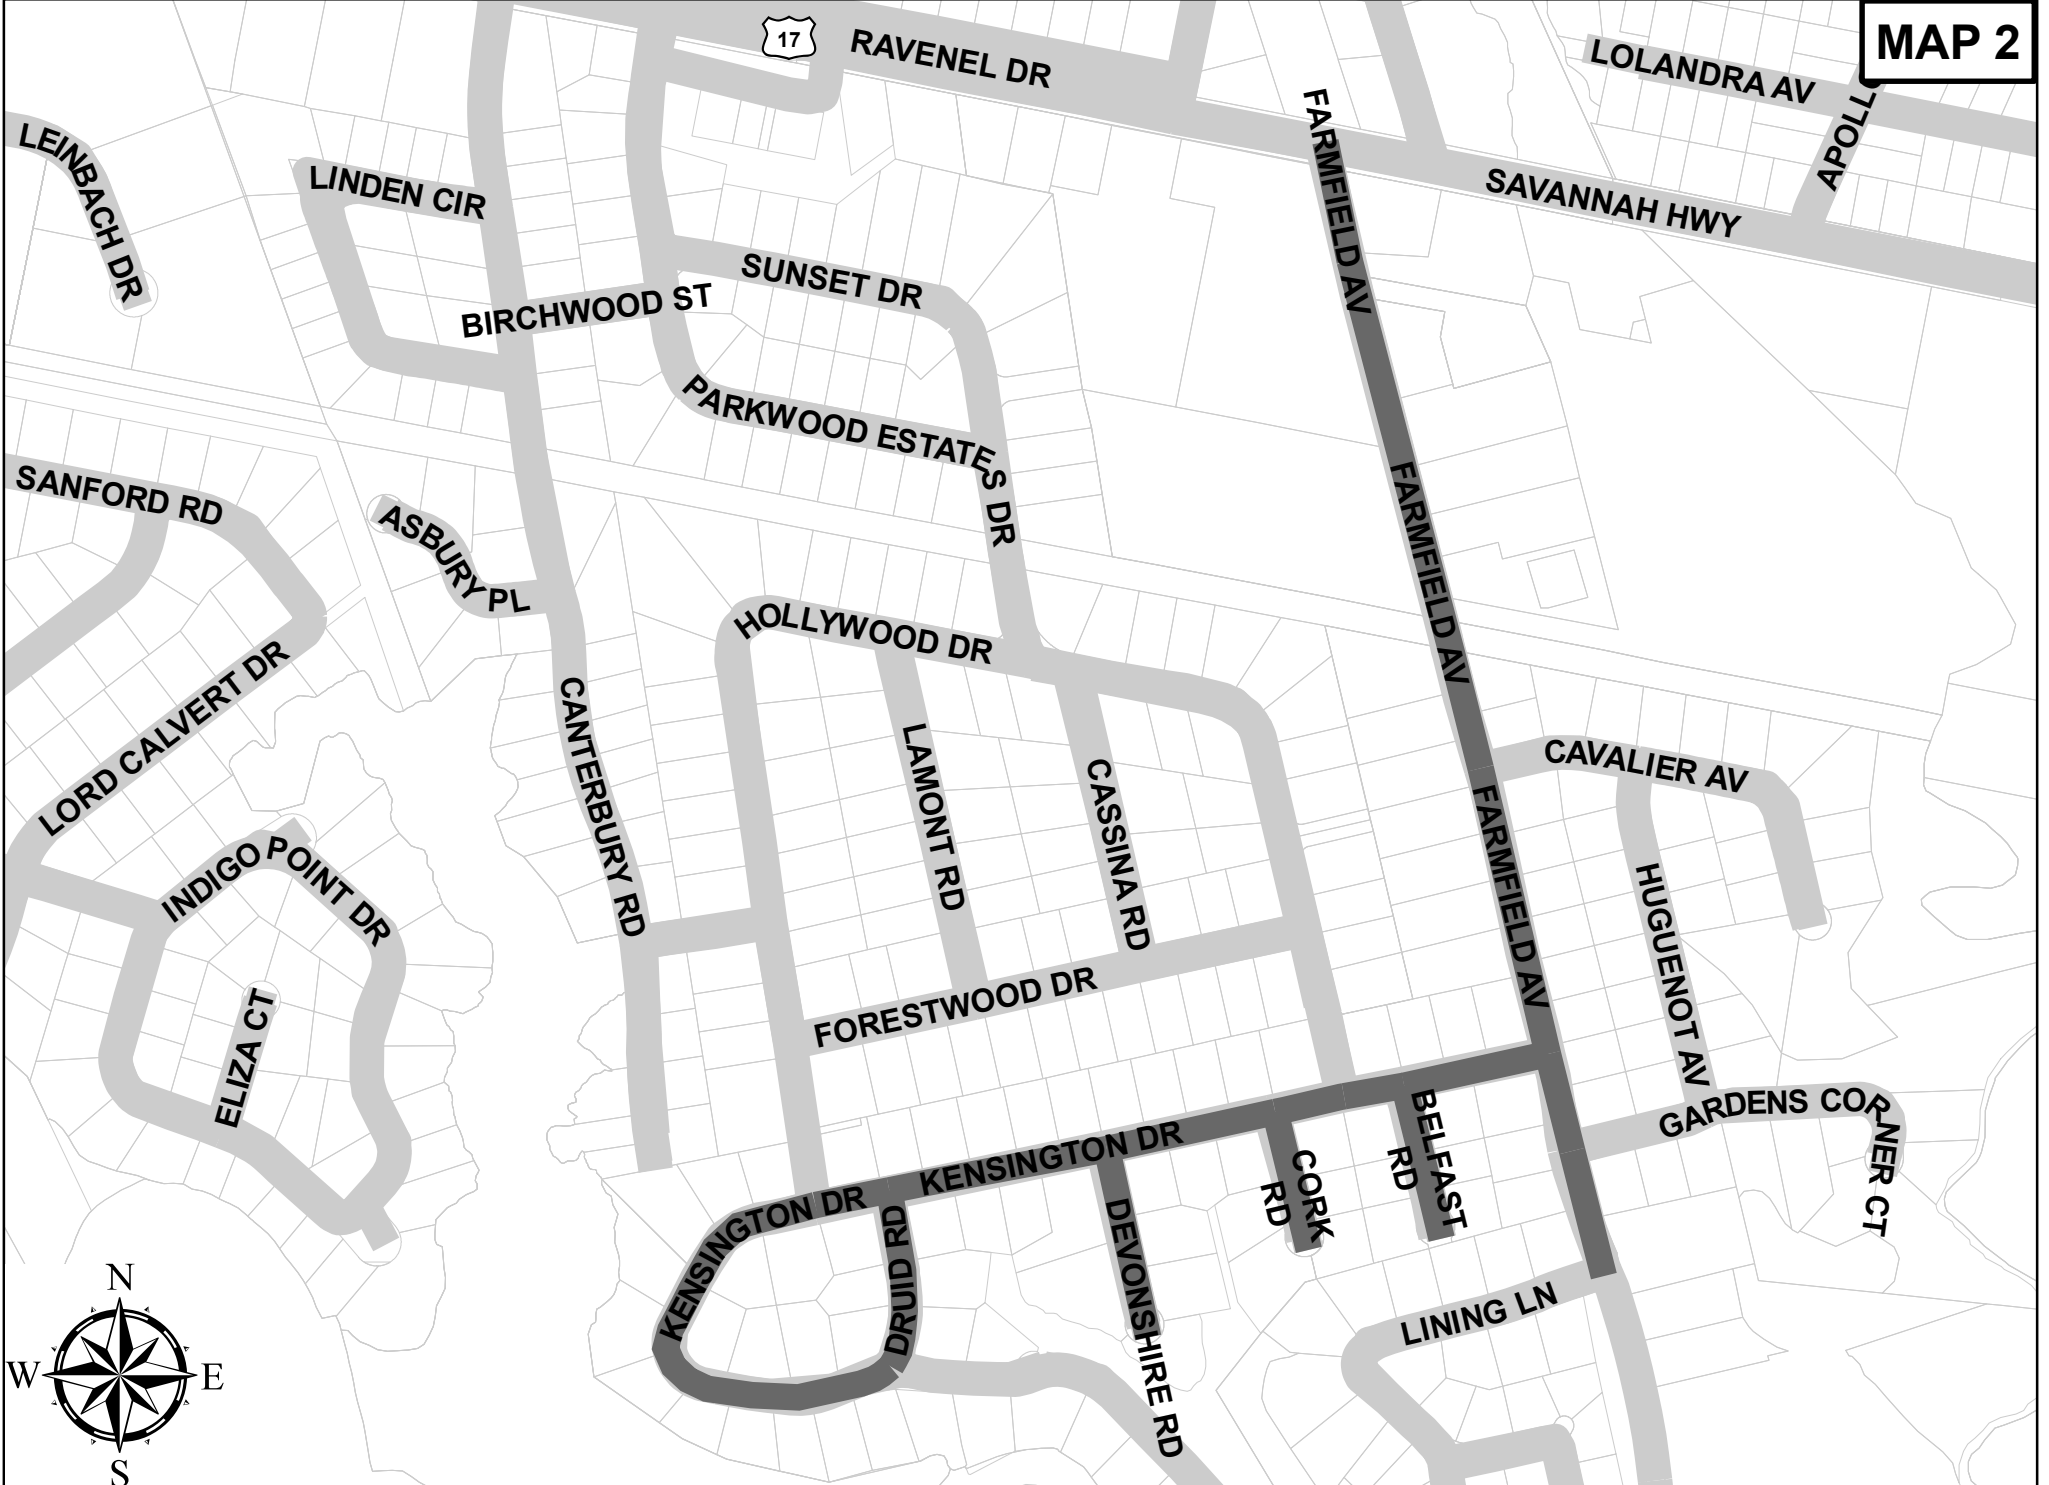 MAP 2
17
RAVENEL DR
LOLANDRA AV
APOLLO
FARMFIELD AV
SAVANNAH HWY
LEINBACH DR
LINDEN CIR
SUNSET DR
BIRCHWOOD ST
PARKWOOD ESTATES DR
SANFORD RD
ASBURY PL
FARMFIELD AV
HOLLYWOOD DR
LORD CALVERT DR
CANTERBURY RD
LAMONT RD
CASSINA RD
CAVALIER AV
FARMFIELD AV
HUGUENOT AV
INDIGO POINT DR
FORESTWOOD DR
ELIZA CT
GARDENS CORNER CT
KENSINGTON DR
BELFAST
RD
CORK
RD
KENSINGTON DR
DRUID RD
DEVONSHIRE RD
LINING LN
N
W E
S